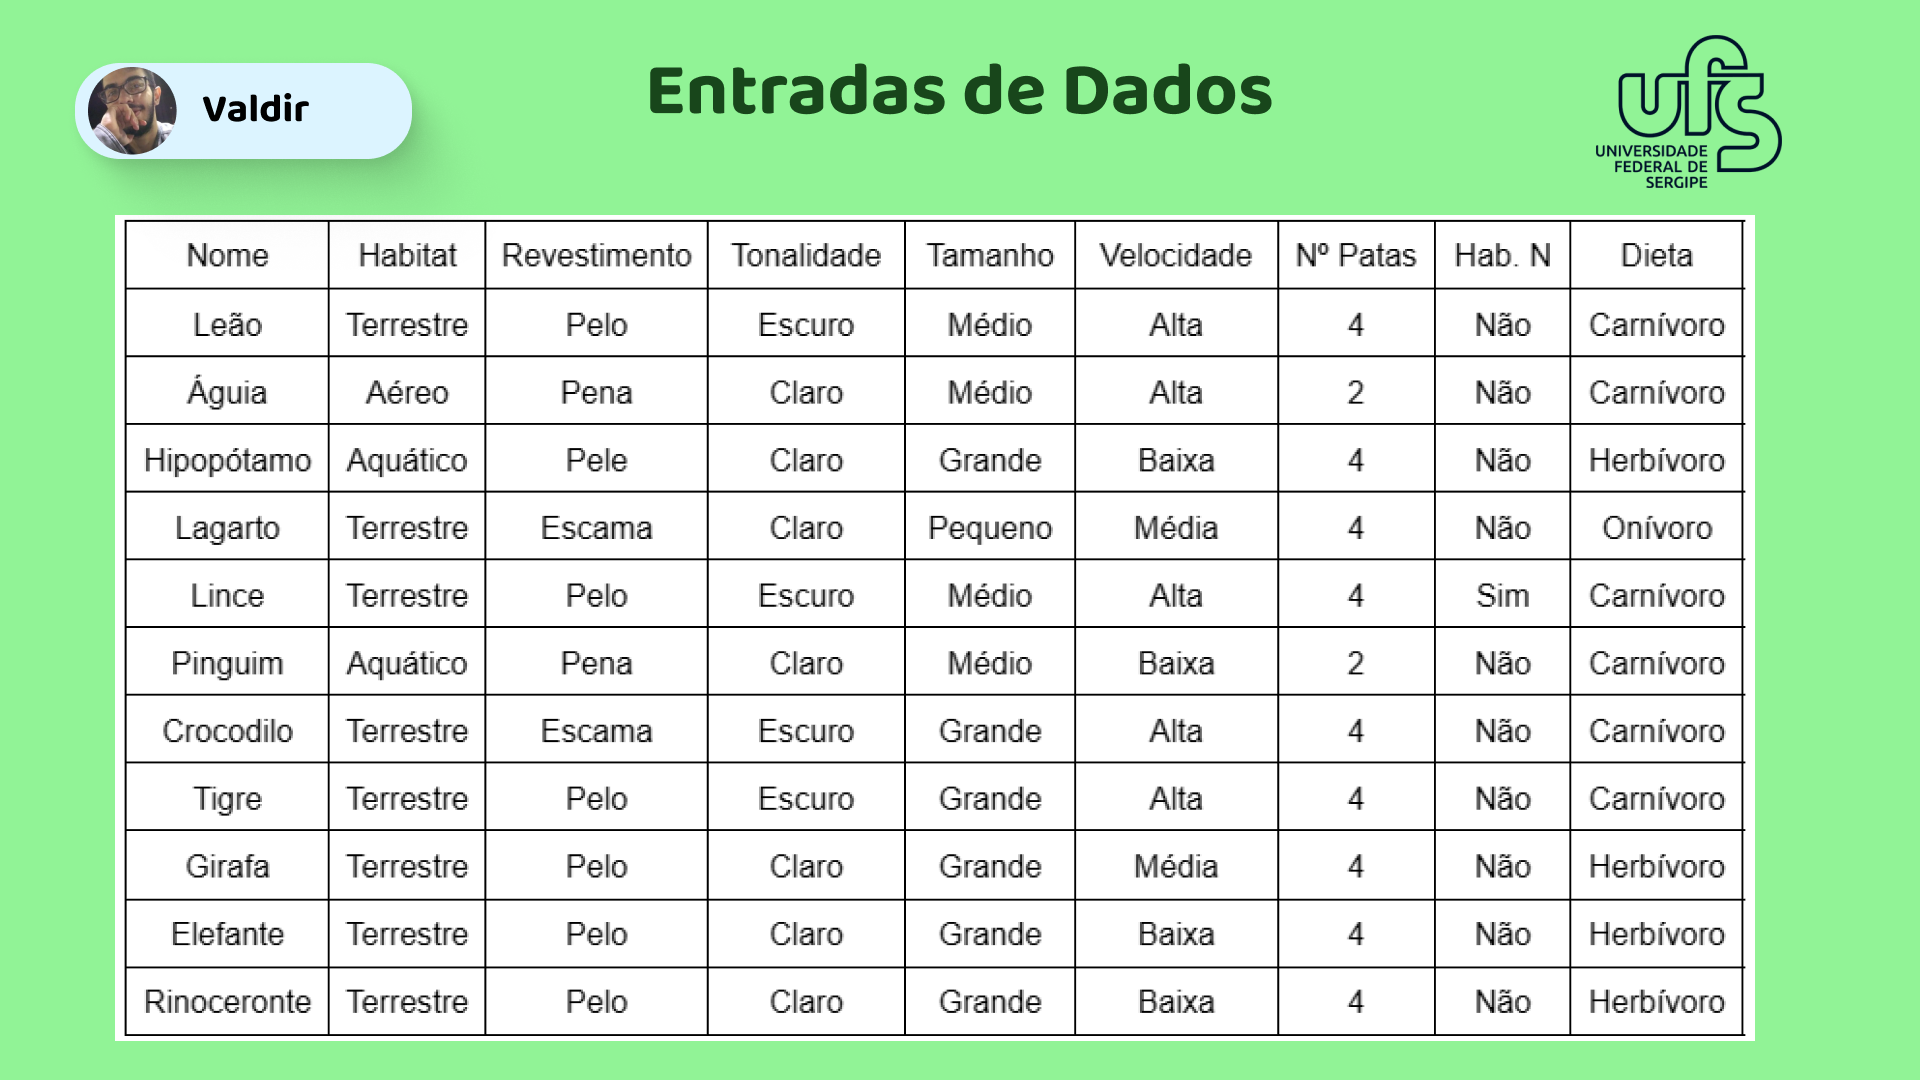 Valdir
Entradas de Dados
ufs
UNIVERSIDADE
FEDERAL DE
SERGIPE
Nome Habitat Revestimento Tonalidade Tamanho Velocidade Nº Patas Hab. N Dieta
Leão Terrestre Pelo Escuro Médio Alta 4 Não Carnívoro
Águia Aéreo Pena Claro Médio Alta 2 Não Carnívoro
Hipopótamo Aquático Pele Claro Grande Baixa 4 Não Herbívoro
Lagarto Terrestre Escama Claro Pequeno Média 4 Não Onívoro
Lince Terrestre Pelo Escuro Médio Alta 4 Sim Carnívoro
Pinguim Aquático Pena Claro Médio Baixa 2 Não Carnívoro
Crocodilo Terrestre Escama Escuro Grande Alta 4 Não Carnívoro
Tigre Terrestre Pelo Escuro Grande Alta 4 Não Carnívoro
Girafa Terrestre Pelo Claro Grande Média 4 Não Herbívoro
Elefante Terrestre Pelo Claro Grande Baixa 4 Não Herbívoro
Rinoceronte Terrestre Pelo Claro Grande Baixa 4 Não Herbívoro